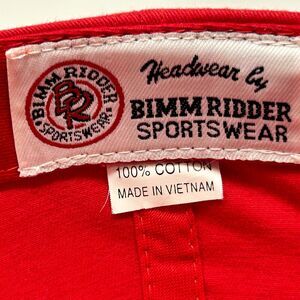 BIMM RIDDER
BR
SPORTSWEAR
Headwear by
BIMM RIDDER
SPORTSWEAR
100% COTTON
MADE IN VIETNAM